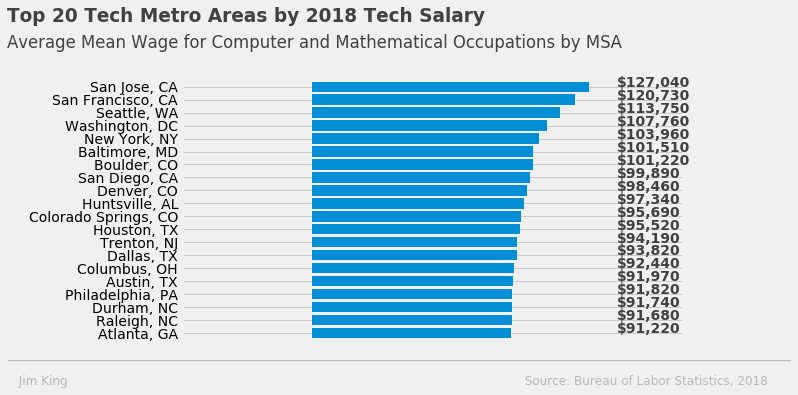 Top 20 Tech Metro Areas by 2018 Tech Salary
Average Mean Wage for Computer and Mathematical Occupations by MSA
San Jose, CA $127,040
San Francisco, CA $120,730
Seattle, WA $113,750
Washington, DC $107,760
New York, NY $103,960
Baltimore, MD $101,510
Boulder, CO $101,220
San Diego, CA $99,890
Denver, CO $98,460
Huntsville, AL $97,340
Colorado Springs, CO $95,690
Houston, TX $95,520
Trenton, NJ $94,190
Dallas, TX $93,820
Columbus, OH $92,440
Austin, TX $91,970
Philadelphia, PA $91,820
Durham, NC $91,740
Raleigh, NC $91,680
Atlanta, GA $91,220
Jim King Source: Bureau of Labor Statistics, 2018